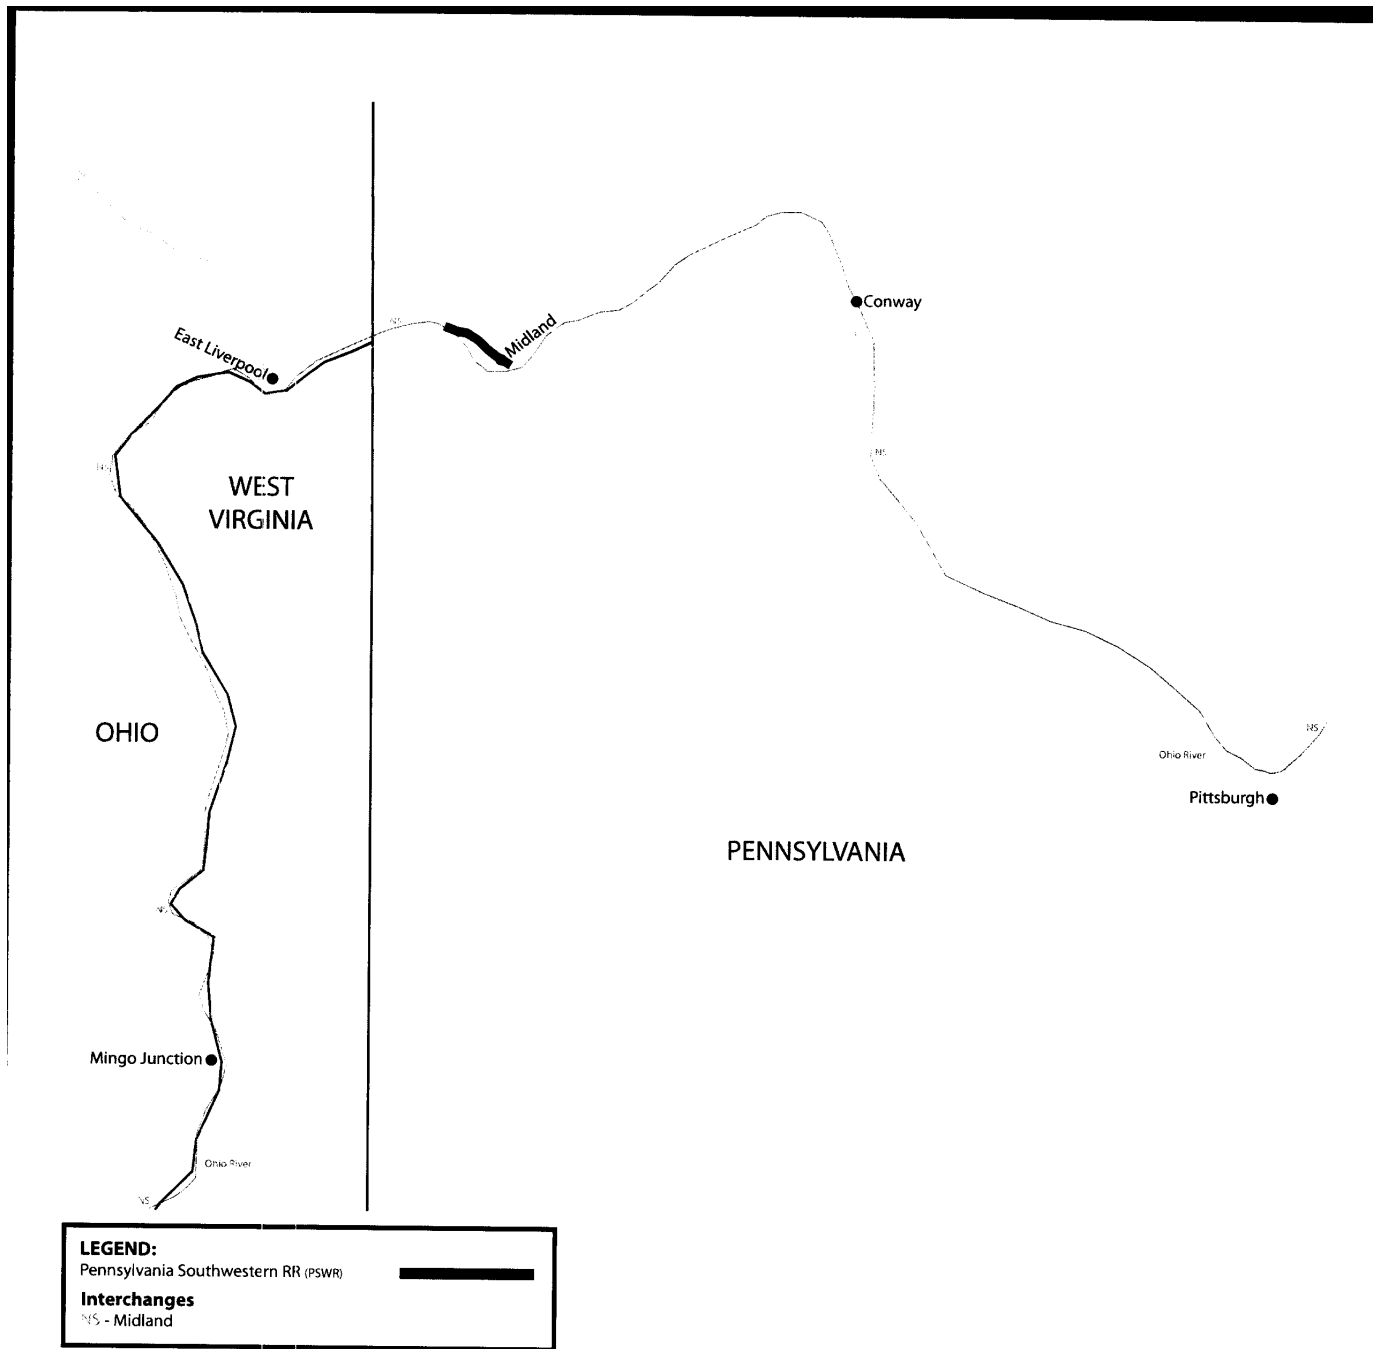 NS
Conway
NS
Midland
East Liverpool
NS
NS
WEST
VIRGINIA
OHIO
NS
Ohio River
Pittsburgh
PENNSYLVANIA
NS
Mingo Junction
Ohio River
NS
LEGEND:
Pennsylvania Southwestern RR (PSWR)
Interchanges
NS - Midland